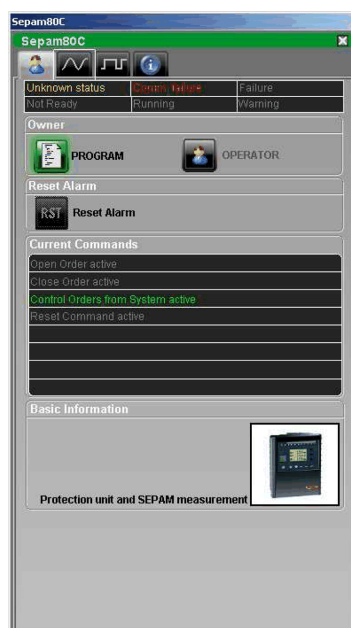 Sepam80C
Sepam80C
Unknown status Comm. failure Failure
Not Ready Running Warning
Owner
PROGRAM OPERATOR
Reset Alarm
RST Reset Alarm
Current Commands
Open Order active
Close Order active
Control Orders from System active
Reset Command active
Basic Information
Protection unit and SEPAM measurement